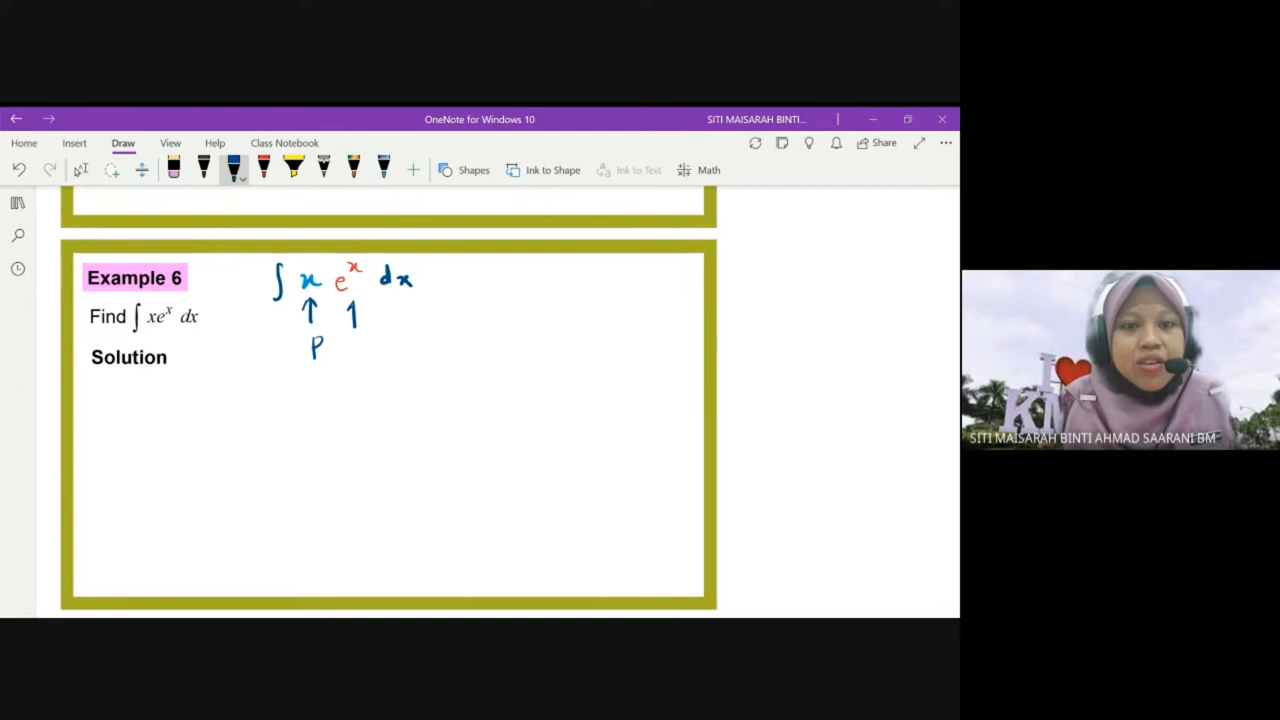 OneNote for Windows 10
SITI MAISARAH BINTI...
Home Insert Draw View Help Class Notebook
Share
Shapes Ink to Shape Ink to Text Math
Example 6
∫ x e^x dx
Find ∫ xe^x dx
P
Solution
I
KM
SITI MAISARAH BINTI AHMAD SAARANI BM